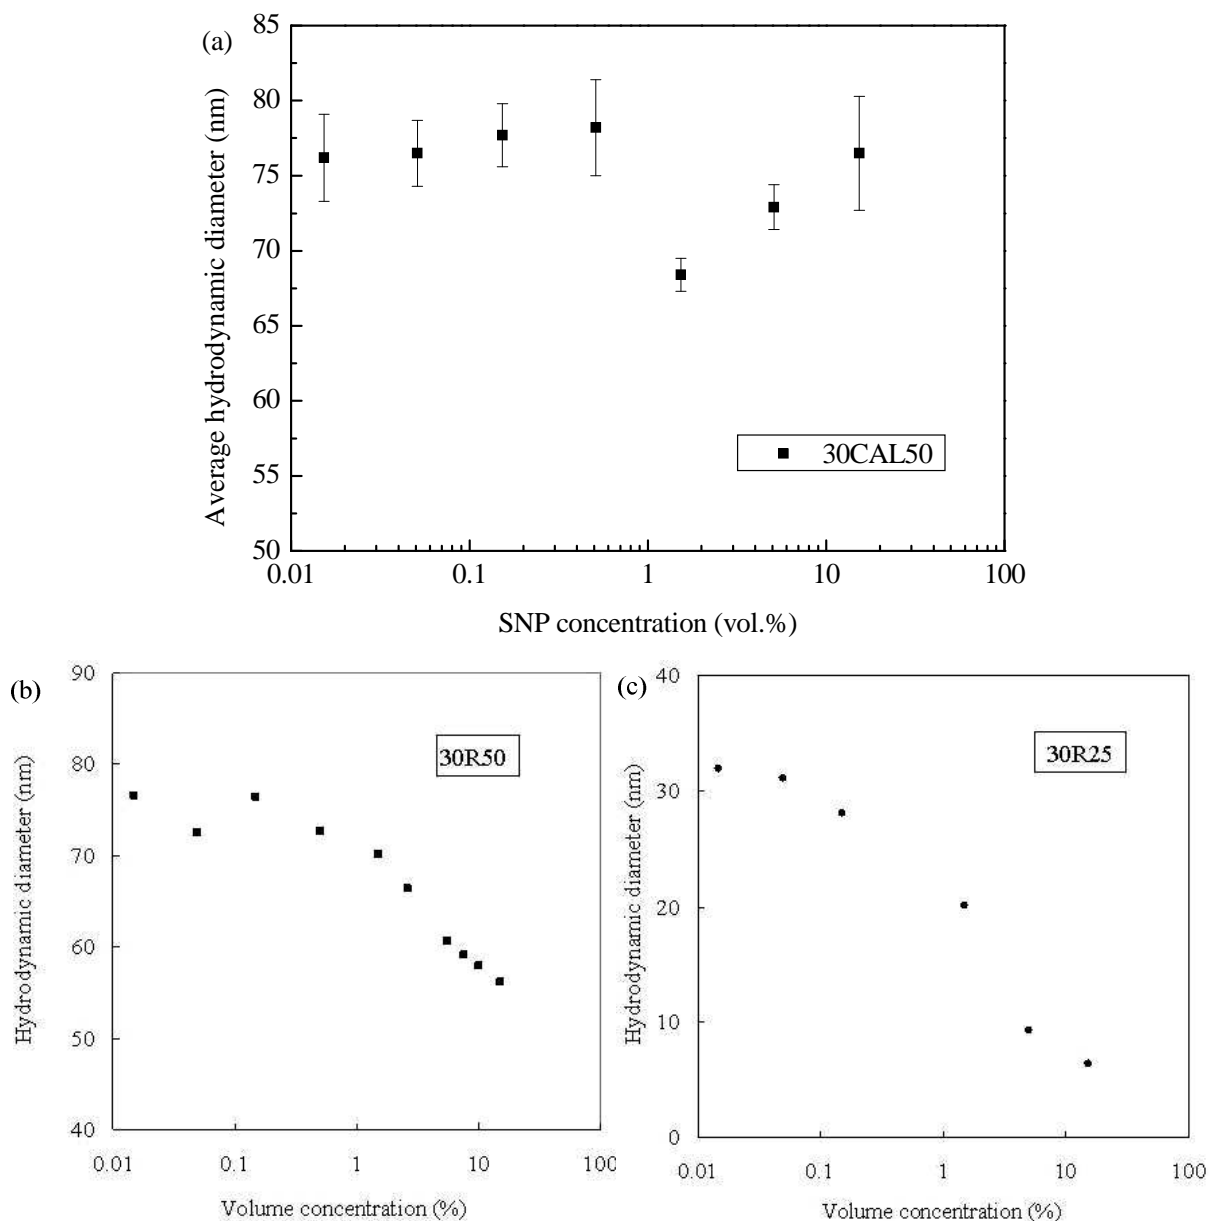 (a)
Average hydrodynamic diameter (nm)
85
80
75
70
65
60
55
50
30CAL50
0.01 0.1 1 10 100
SNP concentration (vol.%)
(b)
Hydrodynamic diameter (nm)
90
80
70
60
50
40
30R50
0.01 0.1 1 10 100
Volume concentration (%)
(c)
Hydrodynamic diameter (nm)
40
30
20
10
0
30R25
0.01 0.1 1 10 100
Volume concentration (%)